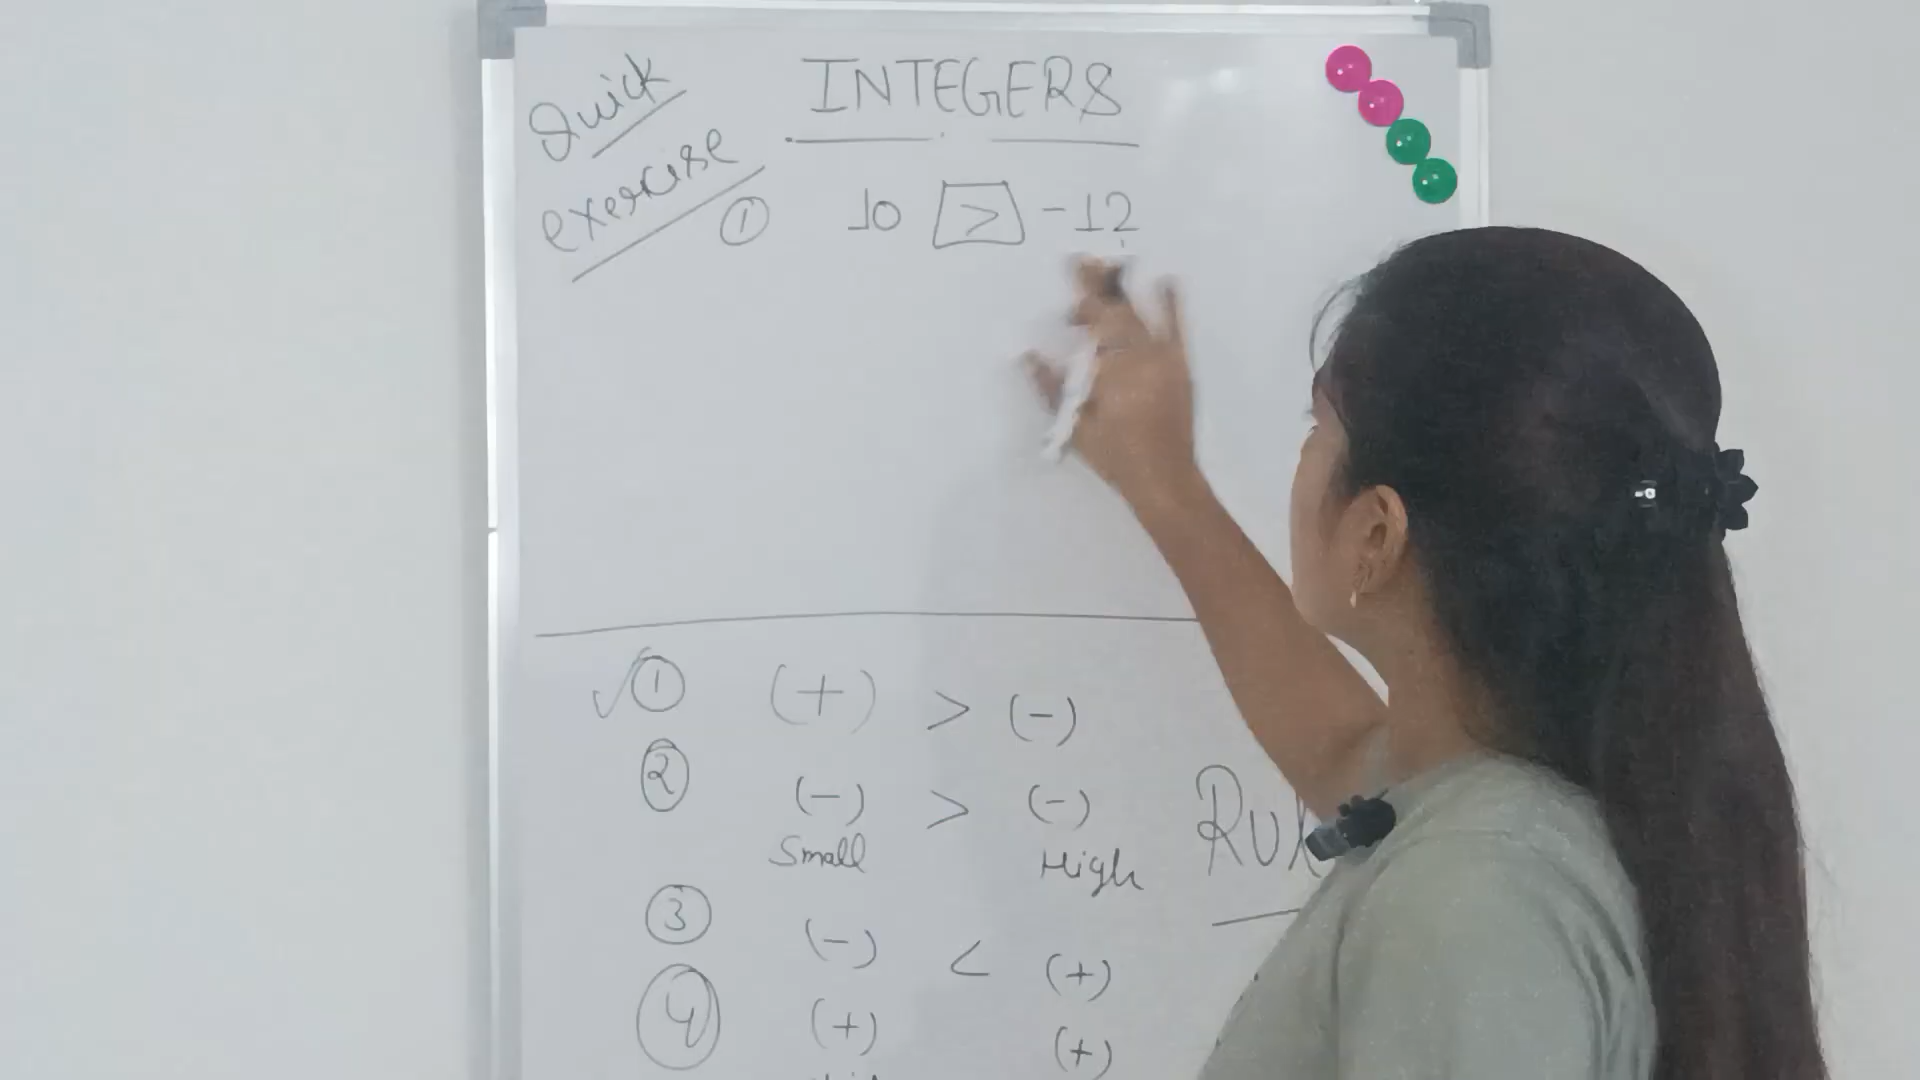 Quick
exercise
INTEGERS
① 10 > -12
✓① (+) > (-)
② (-) > (-)
Small High
③ (-) < (+)
④ (+) (+)